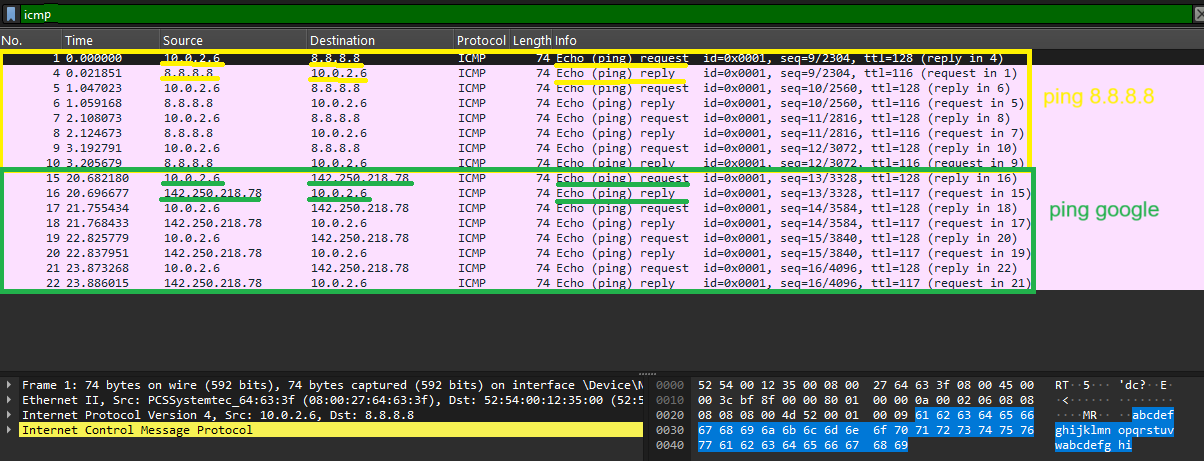 icmp
No. Time Source Destination Protocol Length Info
1 0.000000 10.0.2.6 8.8.8.8 ICMP 74 Echo (ping) request id=0x0001, seq=9/2304, ttl=128 (reply in 4)
4 0.021851 8.8.8.8 10.0.2.6 ICMP 74 Echo (ping) reply id=0x0001, seq=9/2304, ttl=116 (request in 1)
5 1.047023 10.0.2.6 8.8.8.8 ICMP 74 Echo (ping) request id=0x0001, seq=10/2560, ttl=128 (reply in 6)
6 1.059168 8.8.8.8 10.0.2.6 ICMP 74 Echo (ping) reply id=0x0001, seq=10/2560, ttl=116 (request in 5)
ping 8.8.8.8
7 2.108073 10.0.2.6 8.8.8.8 ICMP 74 Echo (ping) request id=0x0001, seq=11/2816, ttl=128 (reply in 8)
8 2.124673 8.8.8.8 10.0.2.6 ICMP 74 Echo (ping) reply id=0x0001, seq=11/2816, ttl=116 (request in 7)
9 3.192791 10.0.2.6 8.8.8.8 ICMP 74 Echo (ping) request id=0x0001, seq=12/3072, ttl=128 (reply in 10)
10 3.205679 8.8.8.8 10.0.2.6 ICMP 74 Echo (ping) reply id=0x0001, seq=12/3072, ttl=116 (request in 9)
15 20.682180 10.0.2.6 142.250.218.78 ICMP 74 Echo (ping) request id=0x0001, seq=13/3328, ttl=128 (reply in 16)
16 20.696677 142.250.218.78 10.0.2.6 ICMP 74 Echo (ping) reply id=0x0001, seq=13/3328, ttl=117 (request in 15)
17 21.755434 10.0.2.6 142.250.218.78 ICMP 74 Echo (ping) request id=0x0001, seq=14/3584, ttl=128 (reply in 18)
ping google
18 21.768433 142.250.218.78 10.0.2.6 ICMP 74 Echo (ping) reply id=0x0001, seq=14/3584, ttl=117 (request in 17)
19 22.825779 10.0.2.6 142.250.218.78 ICMP 74 Echo (ping) request id=0x0001, seq=15/3840, ttl=128 (reply in 20)
20 22.837951 142.250.218.78 10.0.2.6 ICMP 74 Echo (ping) reply id=0x0001, seq=15/3840, ttl=117 (request in 19)
21 23.873268 10.0.2.6 142.250.218.78 ICMP 74 Echo (ping) request id=0x0001, seq=16/4096, ttl=128 (reply in 22)
22 23.886015 142.250.218.78 10.0.2.6 ICMP 74 Echo (ping) reply id=0x0001, seq=16/4096, ttl=117 (request in 21)
Frame 1: 74 bytes on wire (592 bits), 74 bytes captured (592 bits) on interface \Device\N
Ethernet II, Src: PCSSystemtec_64:63:3f (08:00:27:64:63:3f), Dst: 52:54:00:12:35:00 (52:5
Internet Protocol Version 4, Src: 10.0.2.6, Dst: 8.8.8.8
Internet Control Message Protocol
0000 52 54 00 12 35 00 08 00 27 64 63 3f 08 00 45 00 RT··5··· 'dc?··E·
0010 00 3c bf 8f 00 00 80 01 00 00 0a 00 02 06 08 08 ·<······ ········
0020 08 08 08 00 4d 52 00 01 00 09 61 62 63 64 65 66 ····MR·· ··abcdef
0030 67 68 69 6a 6b 6c 6d 6e 6f 70 71 72 73 74 75 76 ghijklmn opqrstuv
0040 77 61 62 63 64 65 66 67 68 69 wabcdefg hi